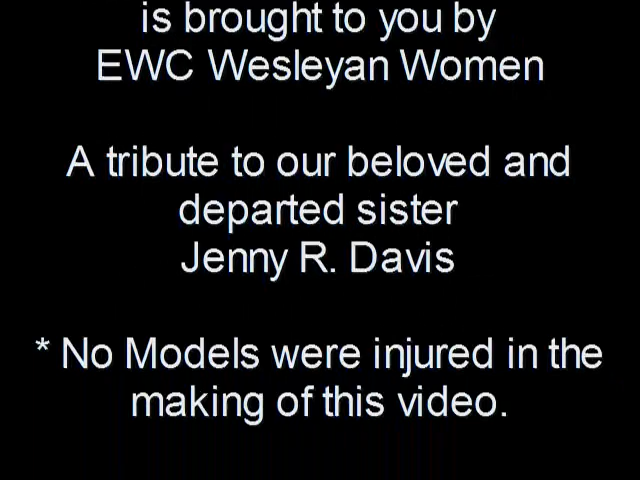 is brought to you by
EWC Wesleyan Women
A tribute to our beloved and
departed sister
Jenny R. Davis
* No Models were injured in the
making of this video.